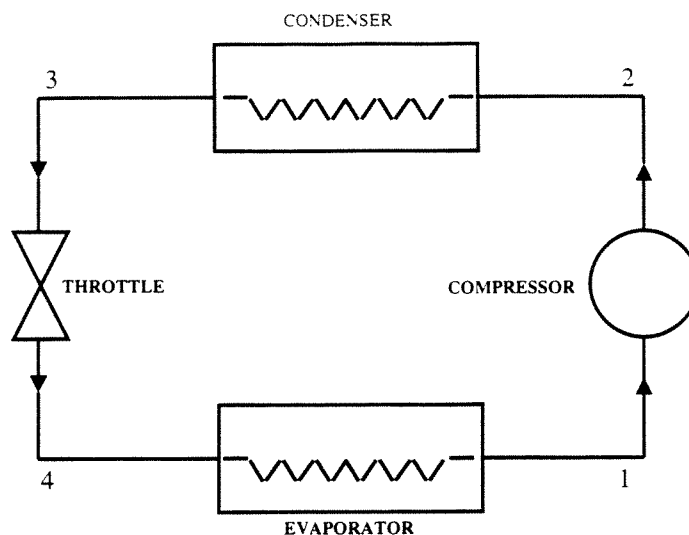 CONDENSER
3
2
THROTTLE
COMPRESSOR
4
1
EVAPORATOR